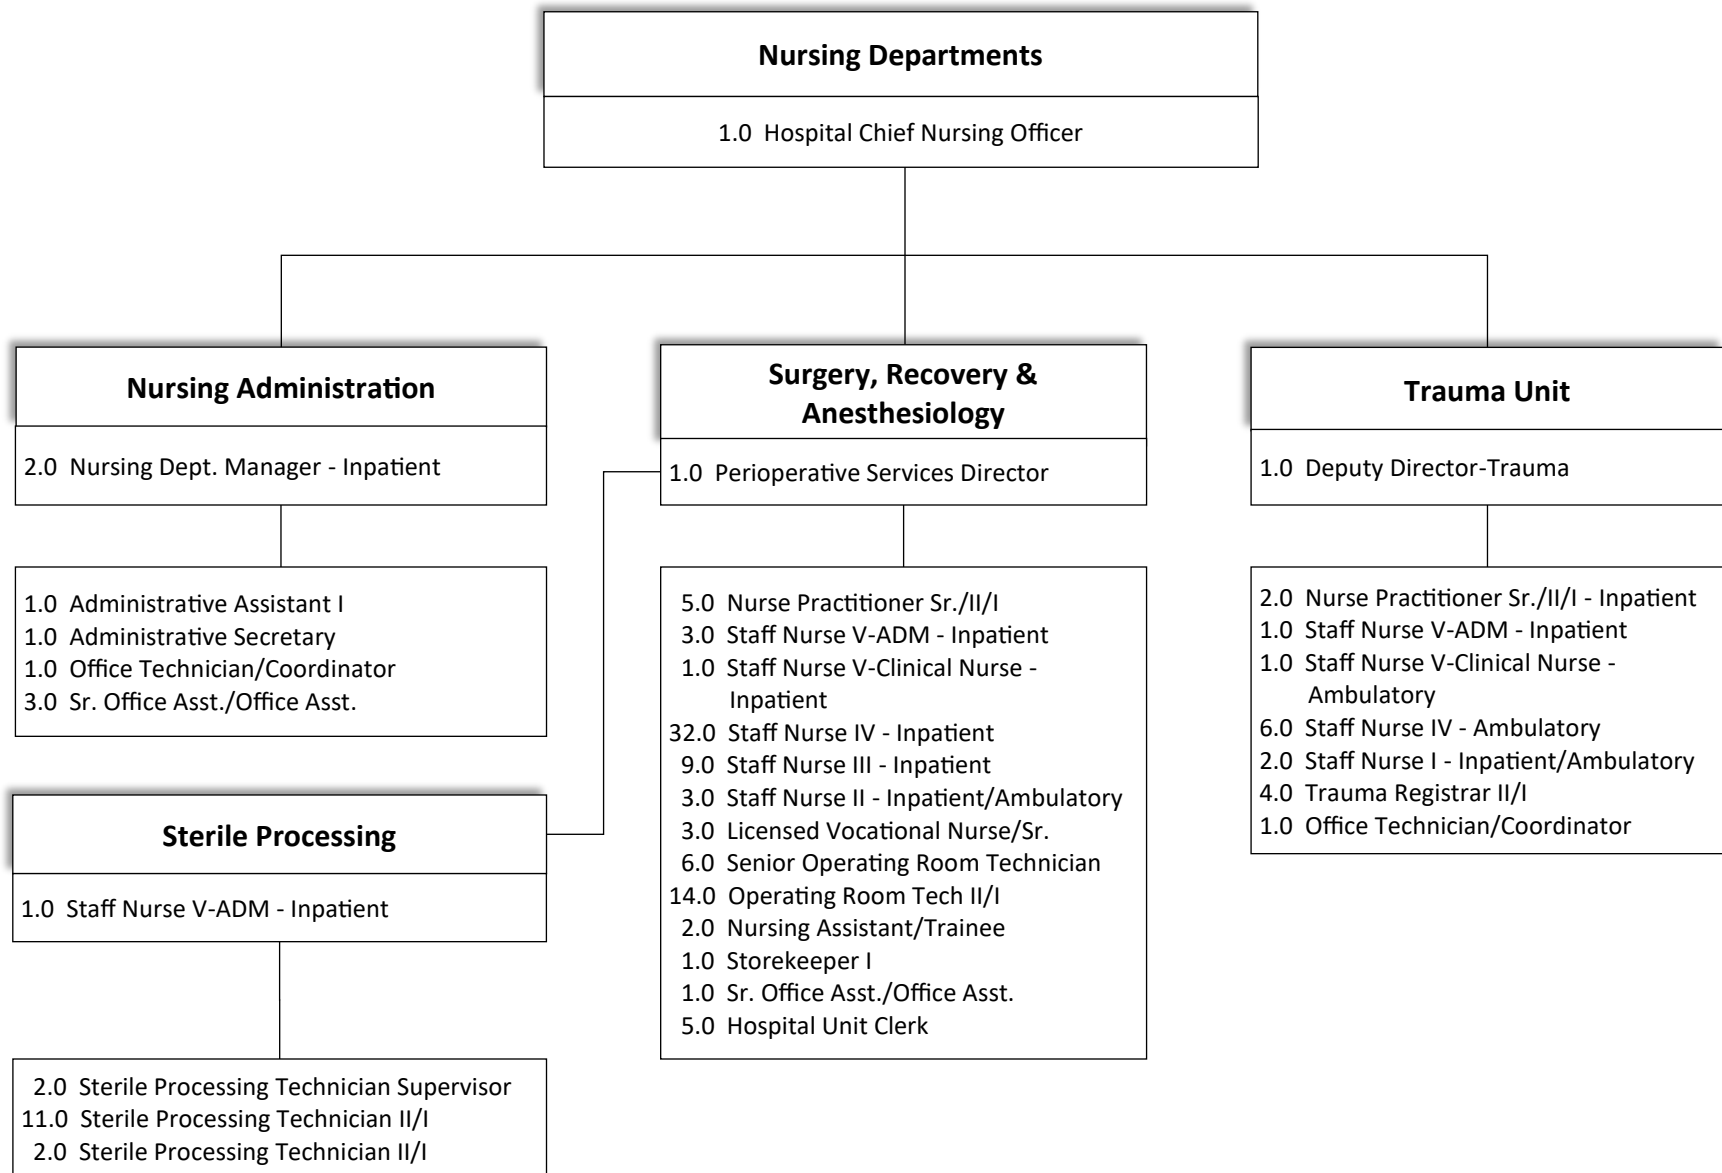 Nursing Departments
1.0 Hospital Chief Nursing Officer
Nursing Administration
2.0 Nursing Dept. Manager - Inpatient
1.0 Administrative Assistant I
1.0 Administrative Secretary
1.0 Office Technician/Coordinator
3.0 Sr. Office Asst./Office Asst.
Sterile Processing
1.0 Staff Nurse V-ADM - Inpatient
2.0 Sterile Processing Technician Supervisor
11.0 Sterile Processing Technician II/I
2.0 Sterile Processing Technician II/I
Surgery, Recovery &
Anesthesiology
1.0 Perioperative Services Director
5.0 Nurse Practitioner Sr./II/I
3.0 Staff Nurse V-ADM - Inpatient
1.0 Staff Nurse V-Clinical Nurse -
Inpatient
32.0 Staff Nurse IV - Inpatient
9.0 Staff Nurse III - Inpatient
3.0 Staff Nurse II - Inpatient/Ambulatory
3.0 Licensed Vocational Nurse/Sr.
6.0 Senior Operating Room Technician
14.0 Operating Room Tech II/I
2.0 Nursing Assistant/Trainee
1.0 Storekeeper I
1.0 Sr. Office Asst./Office Asst.
5.0 Hospital Unit Clerk
Trauma Unit
1.0 Deputy Director-Trauma
2.0 Nurse Practitioner Sr./II/I - Inpatient
1.0 Staff Nurse V-ADM - Inpatient
1.0 Staff Nurse V-Clinical Nurse -
Ambulatory
6.0 Staff Nurse IV - Ambulatory
2.0 Staff Nurse I - Inpatient/Ambulatory
4.0 Trauma Registrar II/I
1.0 Office Technician/Coordinator